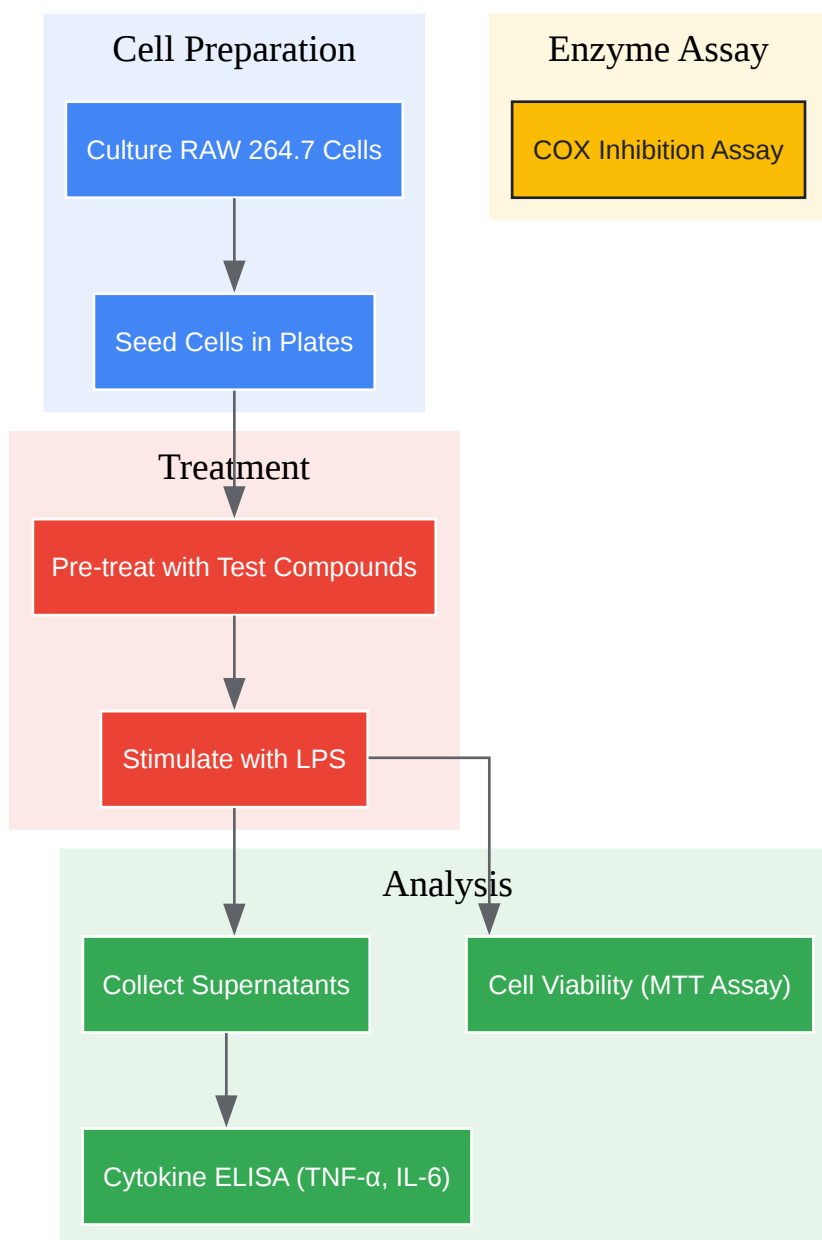 Cell Preparation
Culture RAW 264.7 Cells
Seed Cells in Plates
Enzyme Assay
COX Inhibition Assay
Treatment
Pre-treat with Test Compounds
Stimulate with LPS
Analysis
Collect Supernatants
Cell Viability (MTT Assay)
Cytokine ELISA (TNF-α, IL-6)